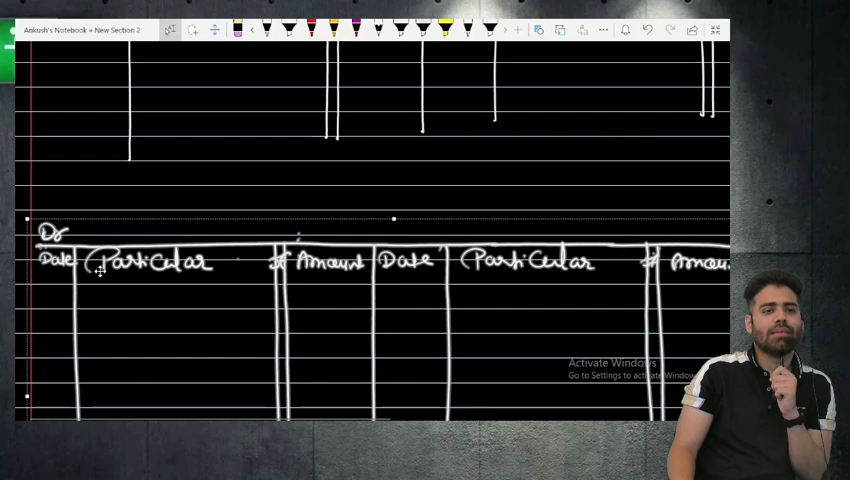 Ankush's Notebook » New Section 2
Dr
Date Particular # Amount Date Particular # Amoun
Activate Windows
Go to Settings to activate Window